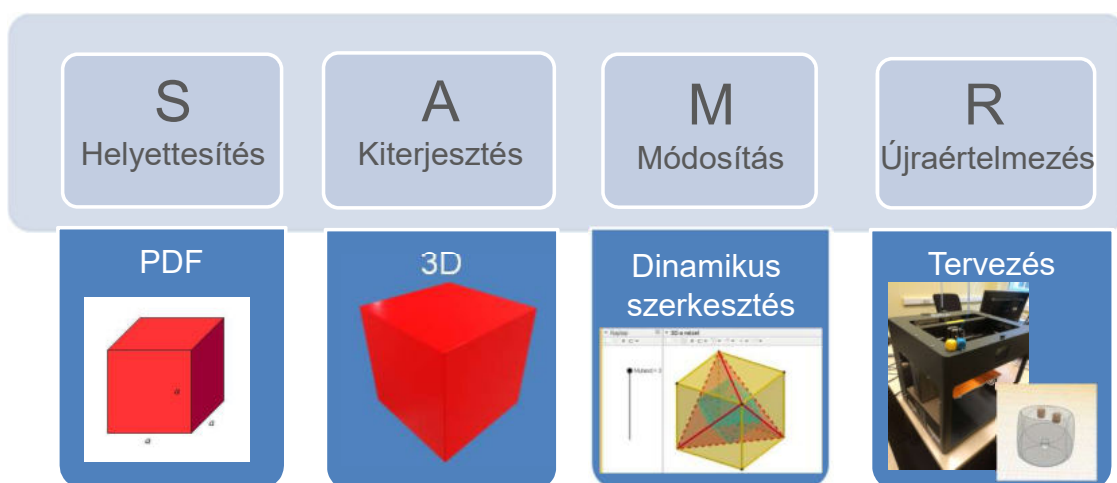 S
Helyettesítés
A
Kiterjesztés
M
Módosítás
R
Újraértelmezés
PDF
a
a
a
3D
Dinamikus
szerkesztés
Tervezés